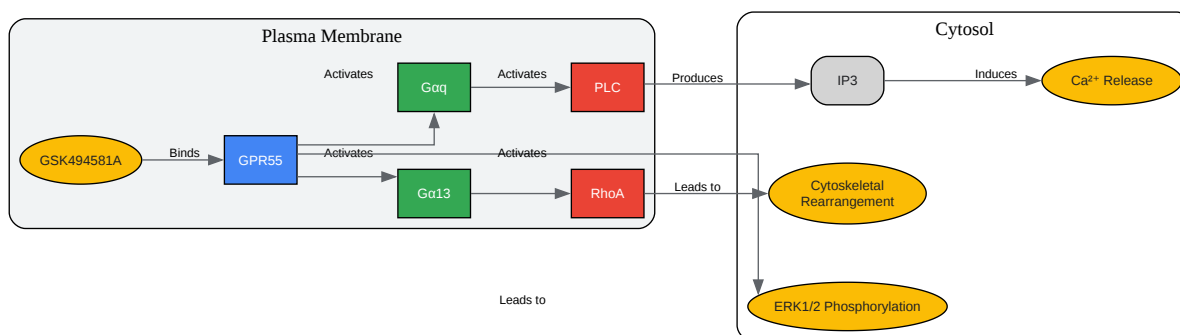 Plasma Membrane
Cytosol
Activates
Gαq
Activates
PLC
Produces
IP3
Induces
Ca²⁺ Release
GSK494581A
Binds
GPR55
Activates
Activates
Gα13
RhoA
Leads to
Cytoskeletal
Rearrangement
Leads to
ERK1/2 Phosphorylation